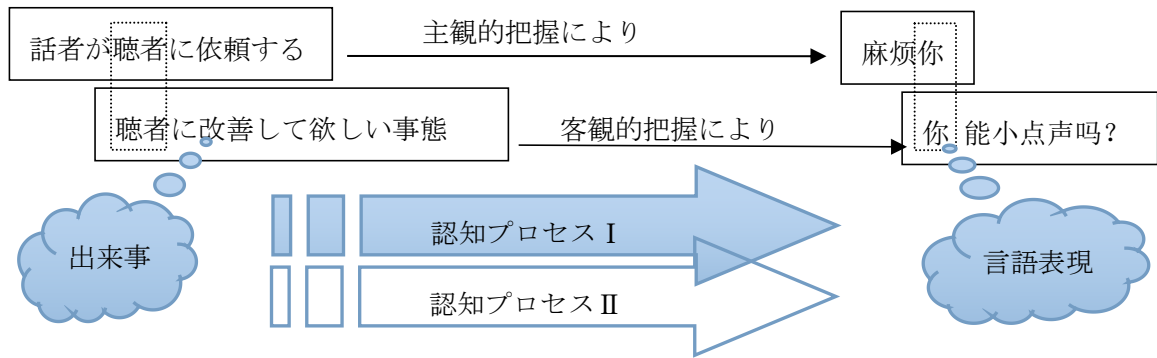 話者が聴者に依頼する
主観的把握により
麻烦你
聴者に改善して欲しい事態
客観的把握により
你 能小点声吗?
出来事
認知プロセスⅠ
認知プロセスⅡ
言語表現